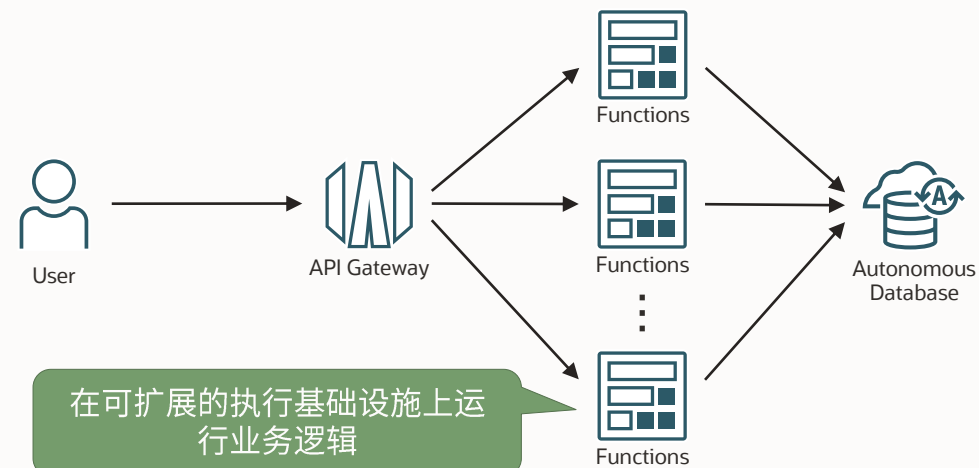 Functions
User
API Gateway
Functions
A
Autonomous
Database
在可扩展的执行基础设施上运
行业务逻辑
Functions